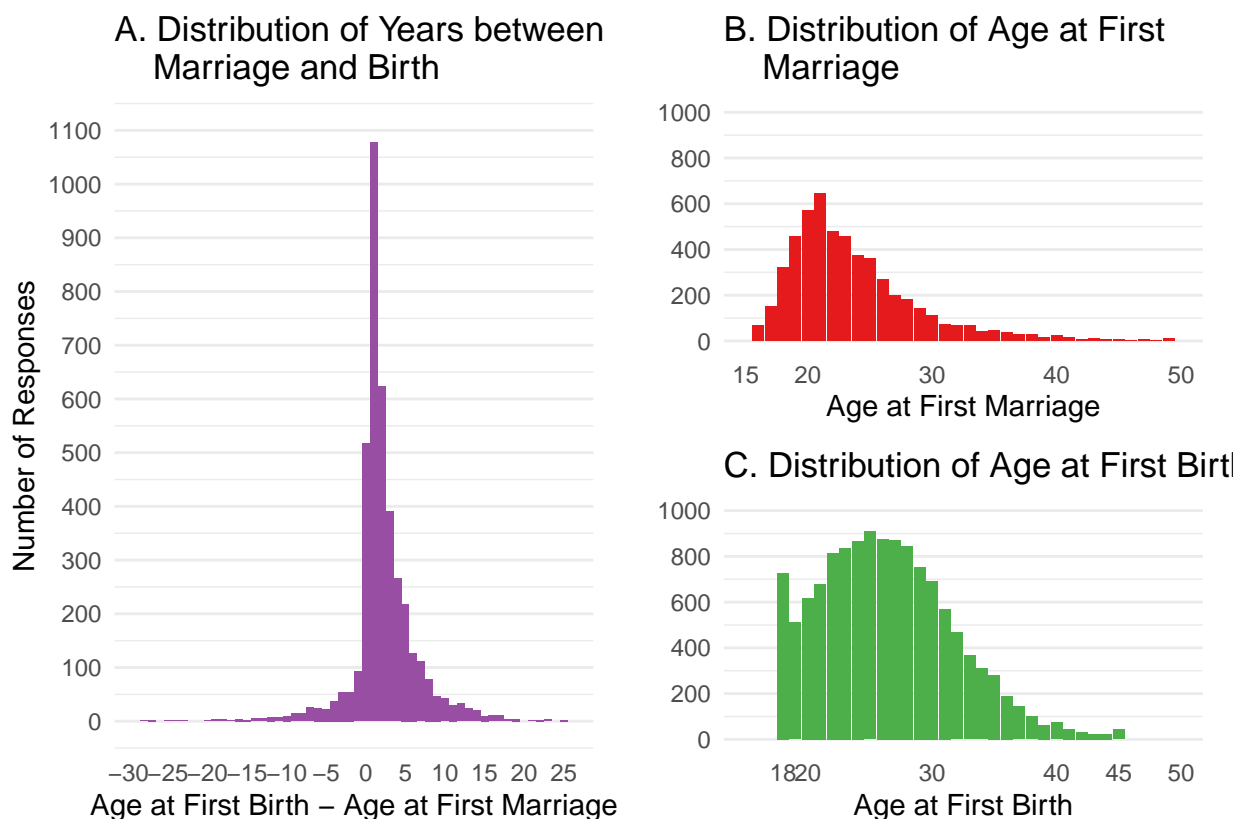 A. Distribution of Years between
Marriage and Birth
1100
1000
900
800
700
600
500
400
300
200
100
0
Number of Responses
−30−25−20−15−10 −5 0 5 10 15 20 25
Age at First Birth − Age at First Marriage
B. Distribution of Age at First
Marriage
1000
800
600
400
200
0
15 20 30 40 50
Age at First Marriage
C. Distribution of Age at First Birth
1000
800
600
400
200
0
1820 30 40 45 50
Age at First Birth